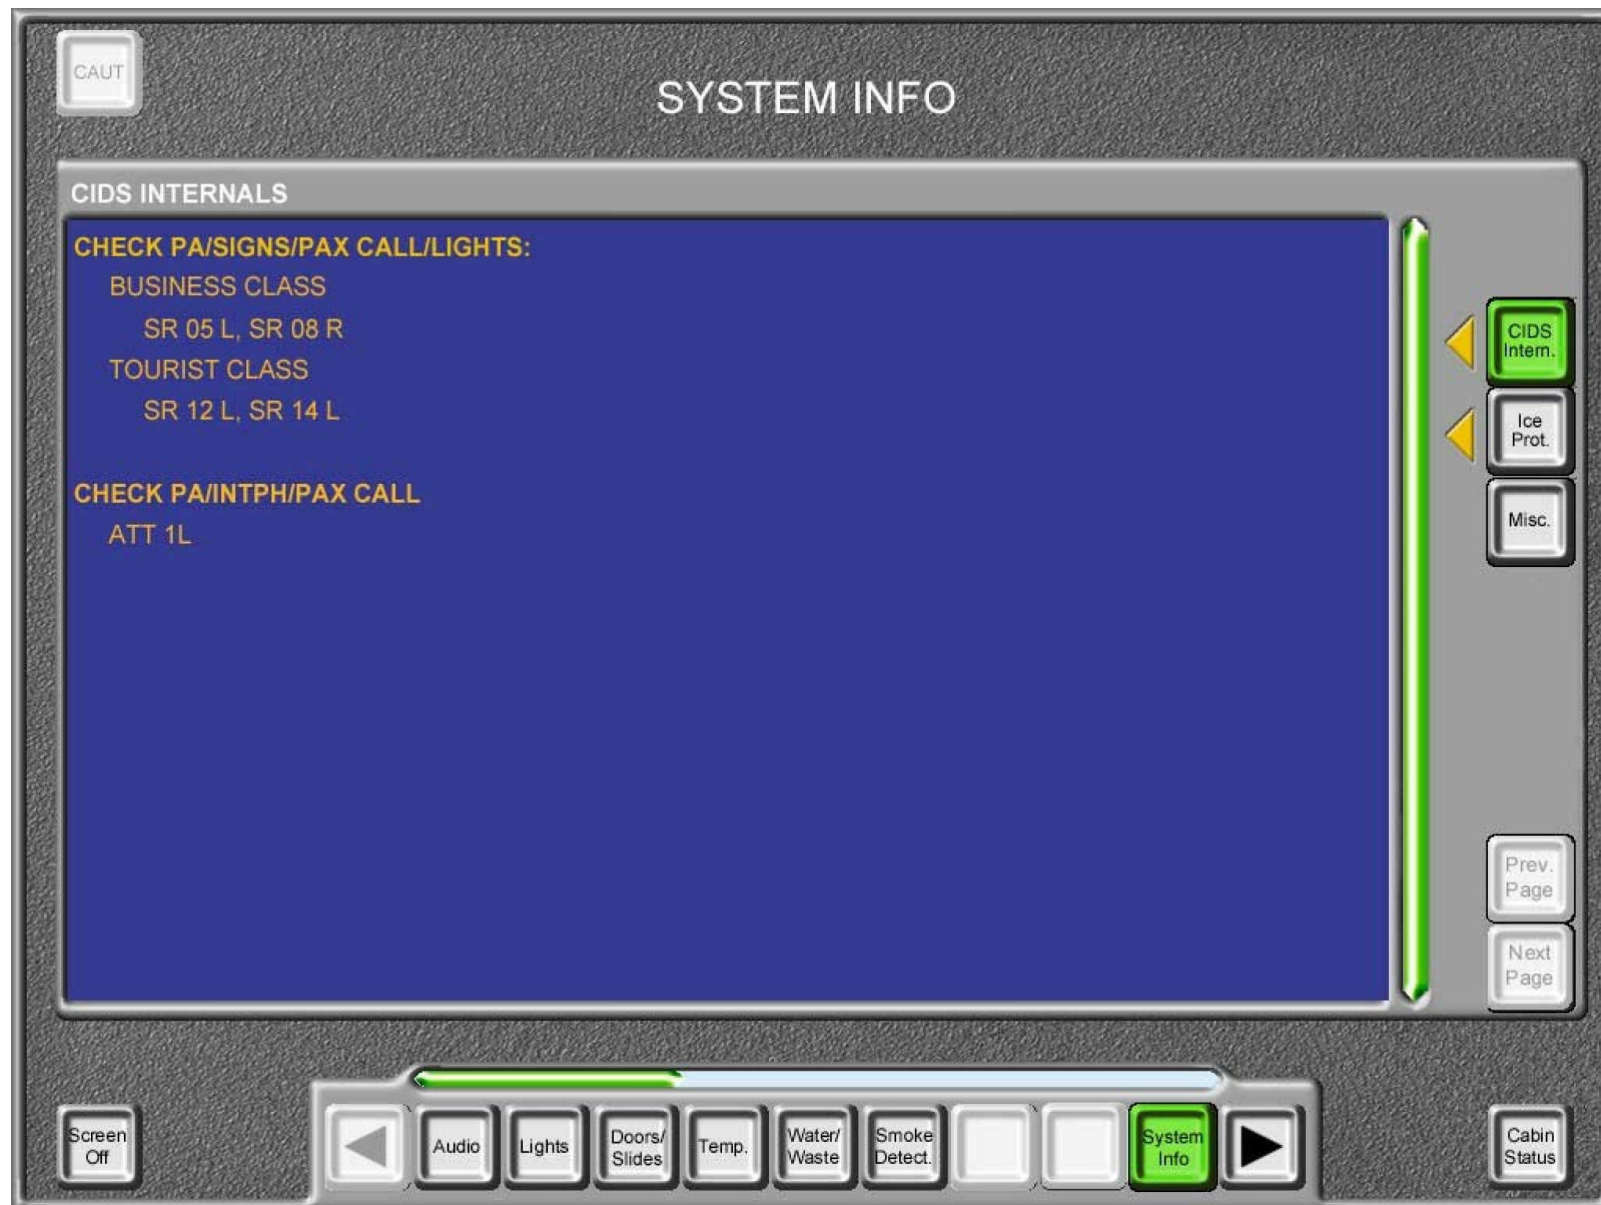 CAUT
SYSTEM INFO
CIDS INTERNALS
CHECK PA/SIGNS/PAX CALL/LIGHTS:
BUSINESS CLASS
SR 05 L, SR 08 R
TOURIST CLASS
SR 12 L, SR 14 L
CHECK PA/INTPH/PAX CALL
ATT 1L
CIDS
Intern.
Ice
Prot.
Misc.
Prev.
Page
Next
Page
Screen
Off
Audio
Lights
Doors/
Slides
Temp.
Water/
Waste
Smoke
Detect.
System
Info
Cabin
Status